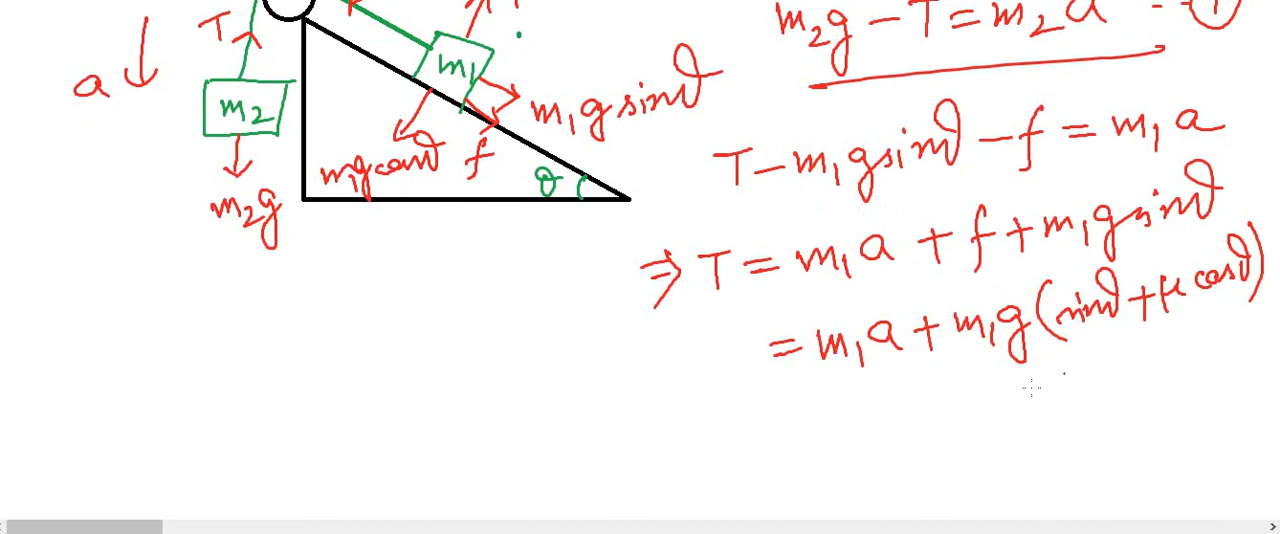 T
a
m2
m2g
m1
m1g sinθ
m1g cosθ
f
θ
m2g - T = m2a --- 1
T - m1g sinθ - f = m1a
⇒ T = m1a + f + m1g sinθ
= m1a + m1g (sinθ + μ cosθ)